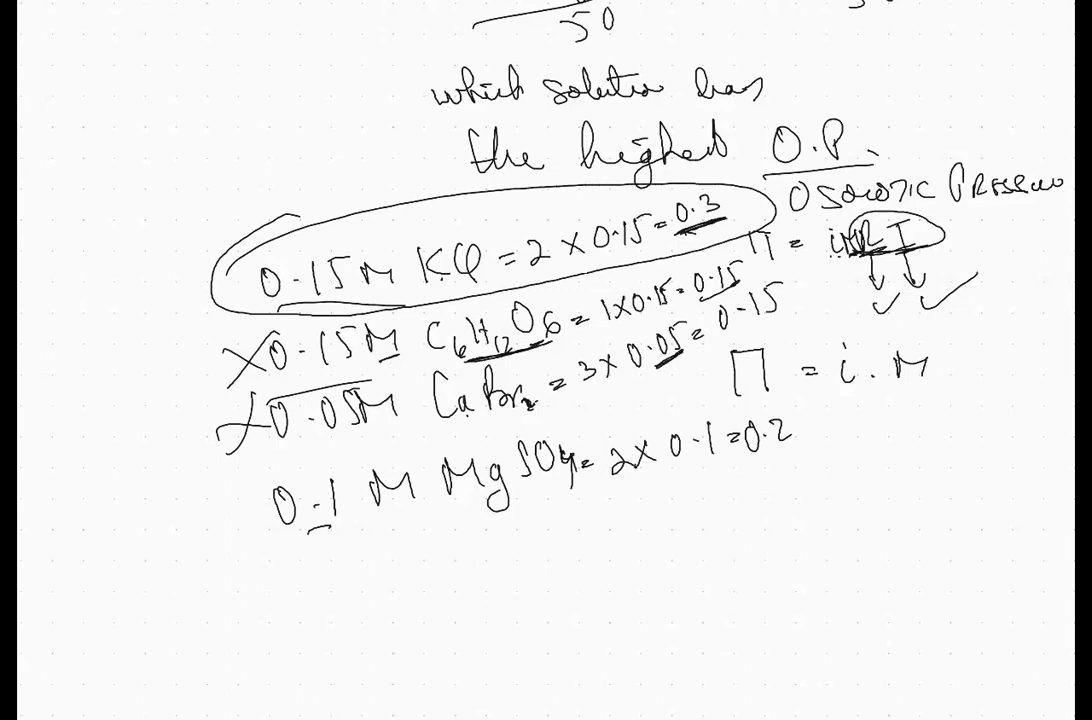 50
which solution has
the highest O.P.
OSMOTIC PRESSURE
0.15M KCl = 2 × 0.15 = 0.3
Π = iMRT
0.15M C6H12O6 = 1×0.15 = 0.15
0.05M CaBr2 = 3× 0.05 = 0.15
Π = i. M
0.1 M MgSO4 = 2× 0.1 = 0.2